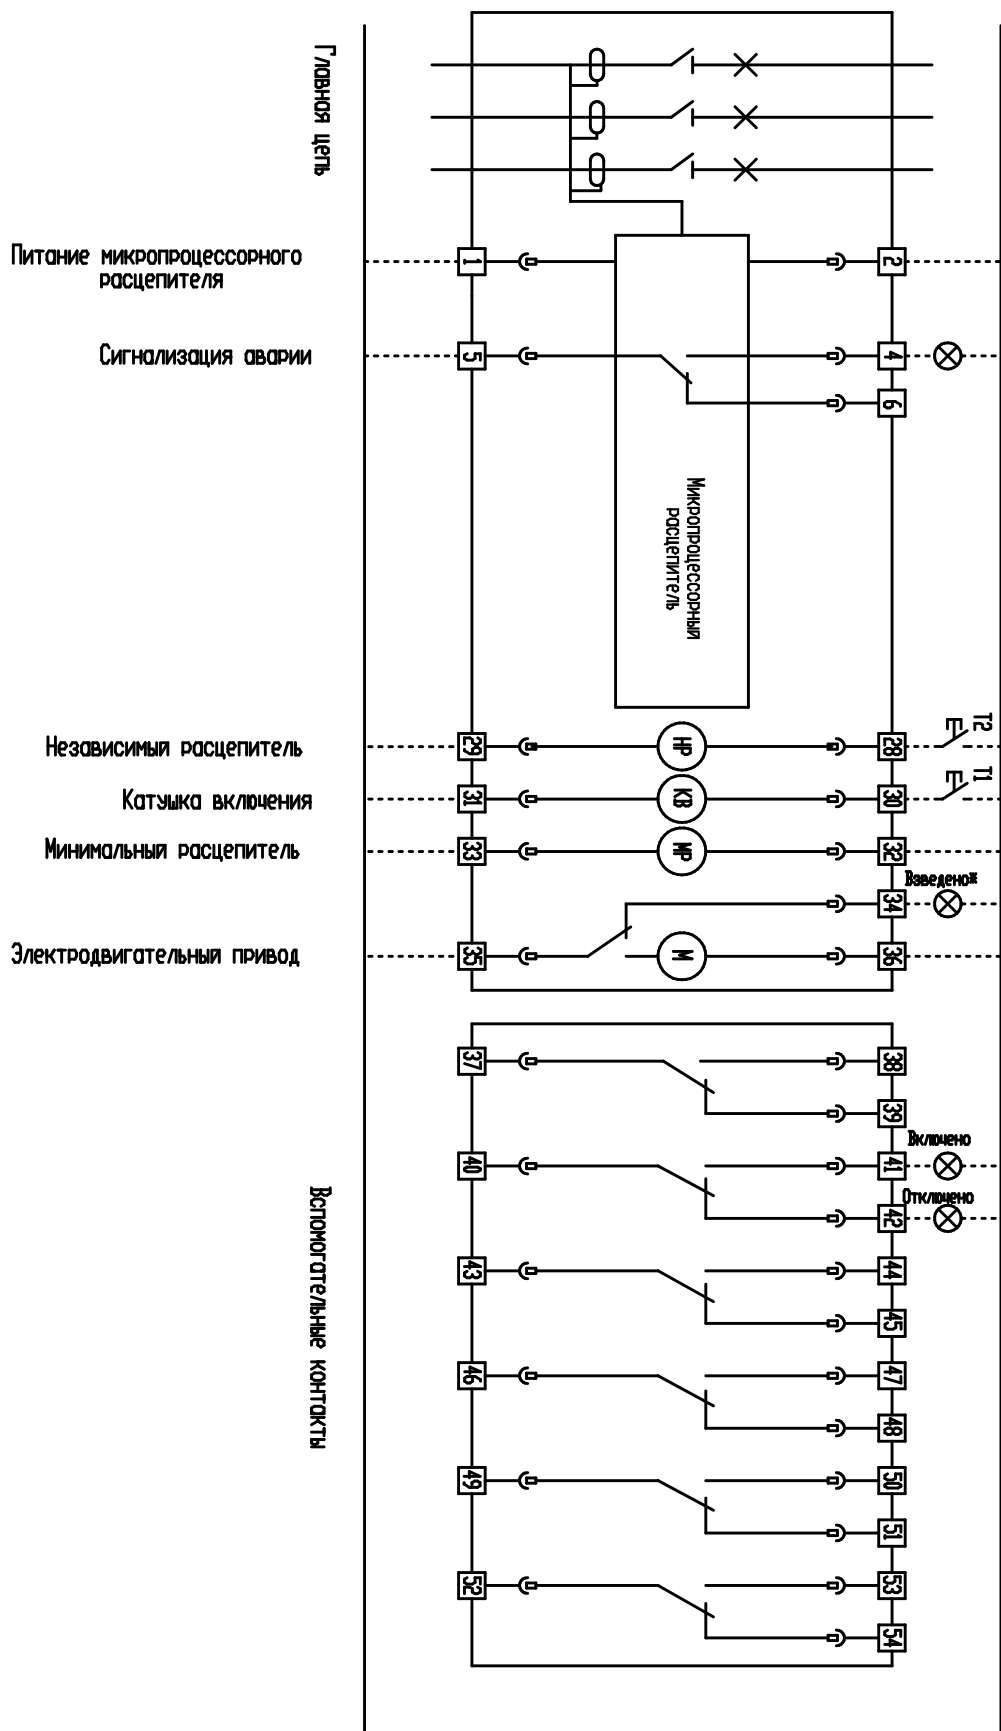 Главная цепь
Питание микропроцессорного
расцепителя
1
2
Сигнализация аварии
5
4
6
Микропроцессорный
расцепитель
Независимый расцепитель
29
НР
28
Т2
Катушка включения
31
КВ
30
Т1
Минимальный расцепитель
33
МР
32
Взведено*
34
Электродвигательный привод
35
М
36
37
38
39
Включено
40
41
Отключено
42
Вспомогательные контакты
43
44
45
46
47
48
49
50
51
52
53
54